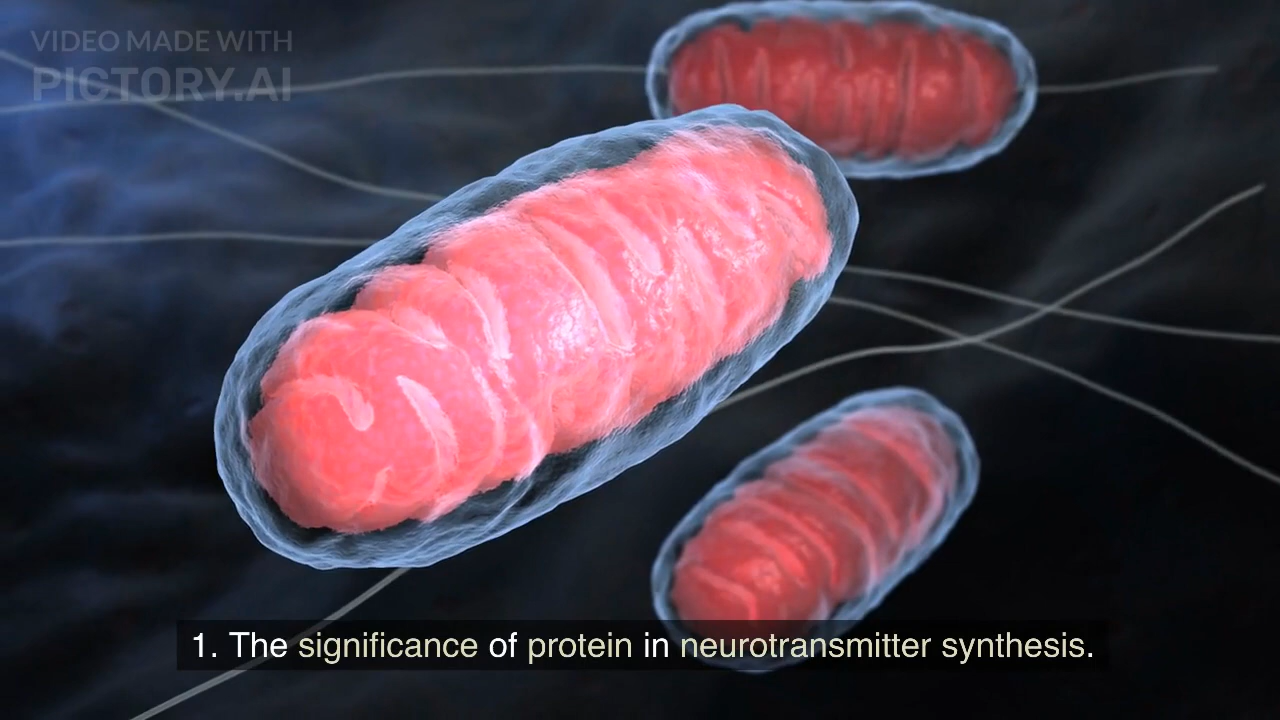 VIDEO MADE WITH
PICTORY.AI
1. The significance of protein in neurotransmitter synthesis.